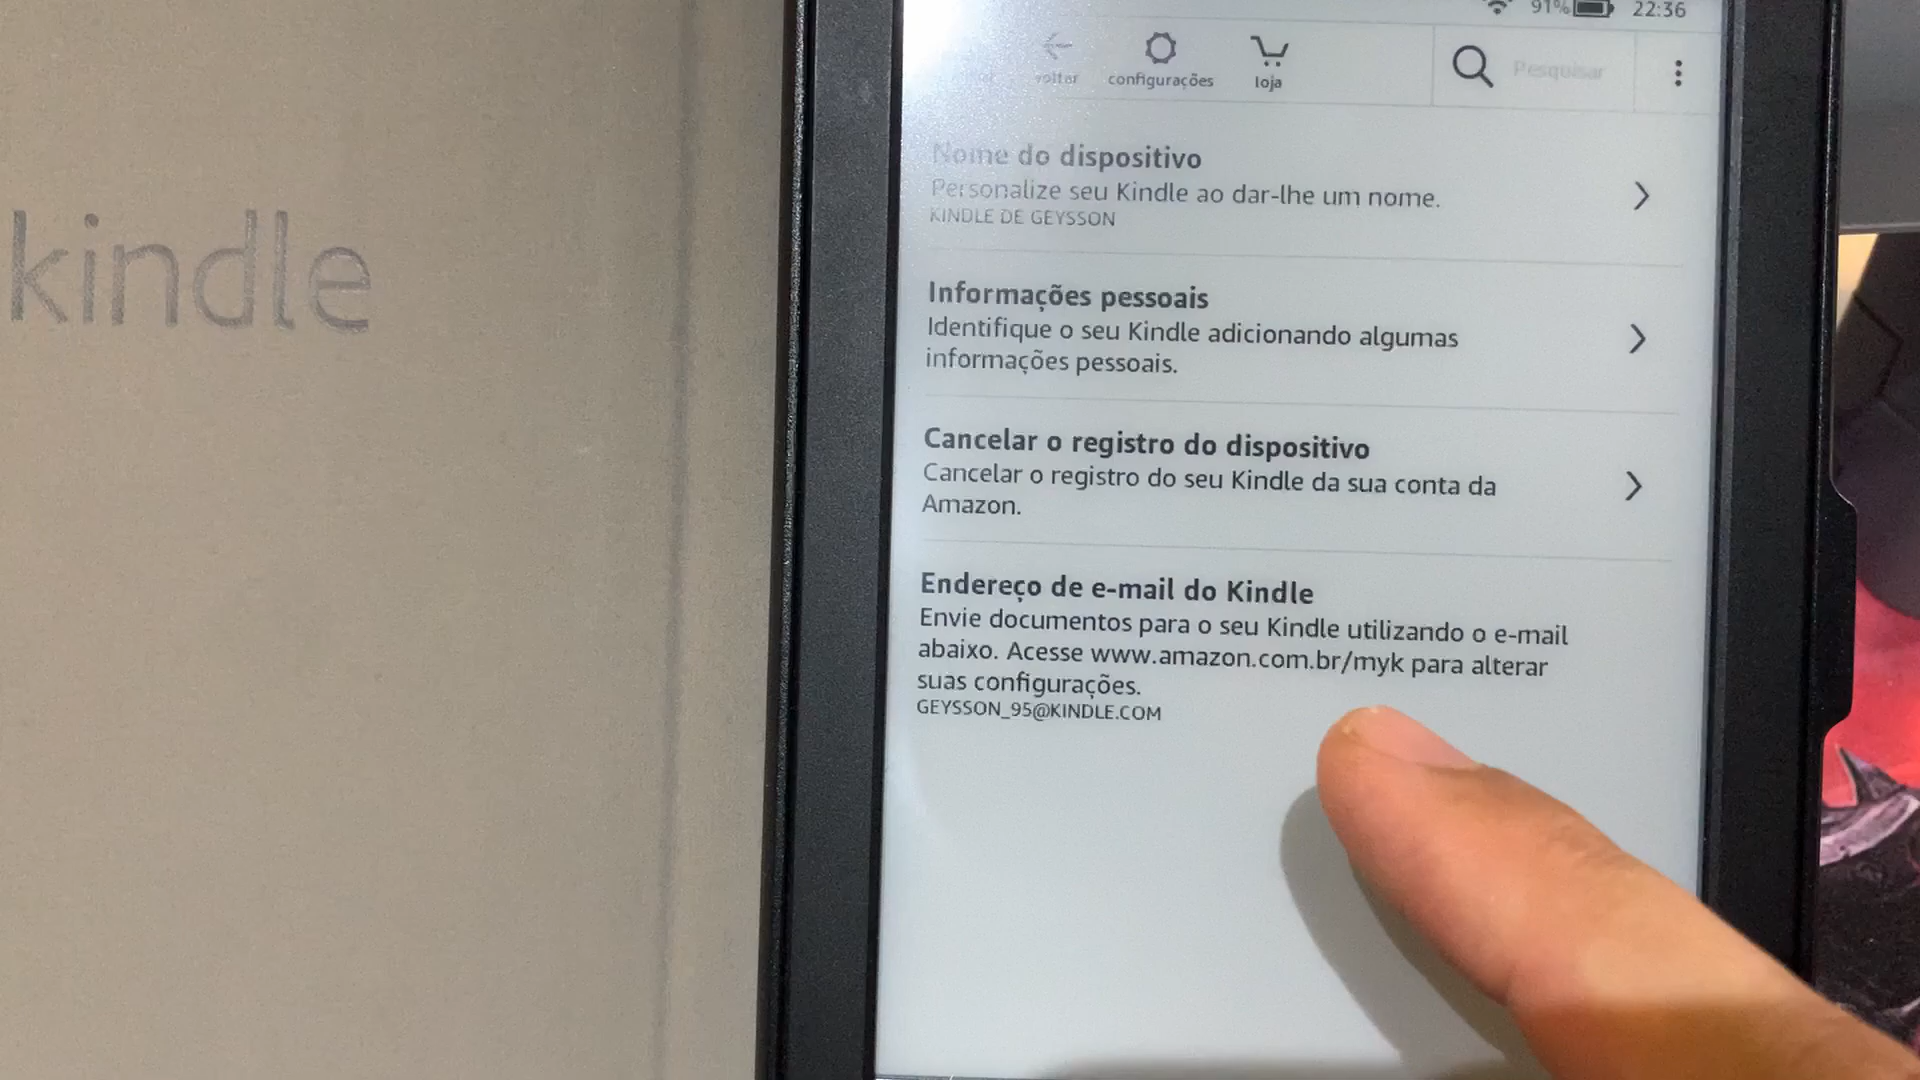 kindle
91% 22:36
voltar configurações loja Pesquisar
Nome do dispositivo
Personalize seu Kindle ao dar-lhe um nome.
KINDLE DE GEYSSON
Informações pessoais
Identifique o seu Kindle adicionando algumas
informações pessoais.
Cancelar o registro do dispositivo
Cancelar o registro do seu Kindle da sua conta da
Amazon.
Endereço de e-mail do Kindle
Envie documentos para o seu Kindle utilizando o e-mail
abaixo. Acesse www.amazon.com.br/myk para alterar
suas configurações.
GEYSSON_95@KINDLE.COM